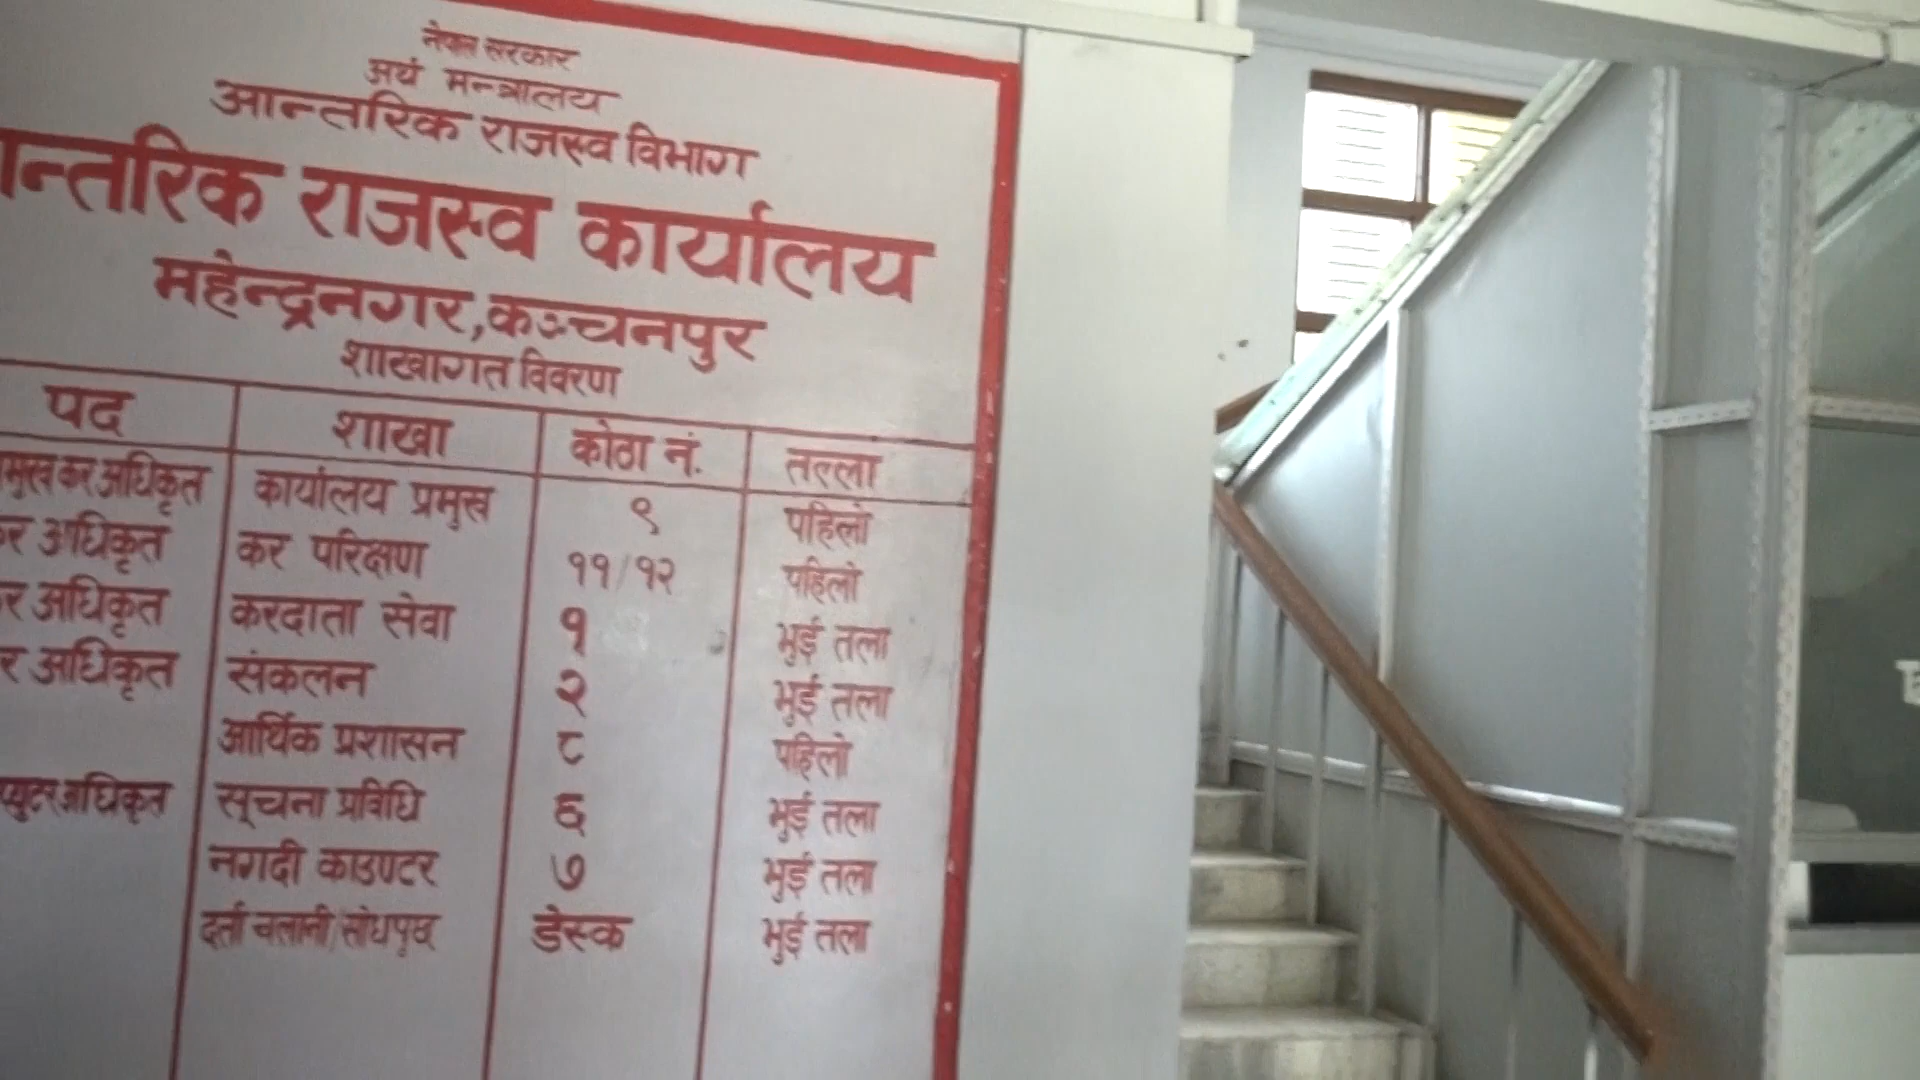 नेपाल सरकार
अर्थ मन्त्रालय
आन्तरिक राजस्व विभाग
न्तरिक राजस्व कार्यालय
महेन्द्रनगर,कञ्चनपुर
शाखागत विवरण
पद शाखा कोठा नं. तल्ला
मुख कर अधिकृत कार्यालय प्रमुख ९ पहिलो
कर अधिकृत कर परिक्षण ११/१२ पहिलो
र अधिकृत करदाता सेवा १ भुई तला
र अधिकृत संकलन २ भुई तला
आर्थिक प्रशासन ८ पहिलो
प्युटर अधिकृत सूचना प्रविधि ६ भुई तला
नगदी काउण्टर ७ भुई तला
दर्ता चलानी/सोधपुछ डेस्क भुई तला